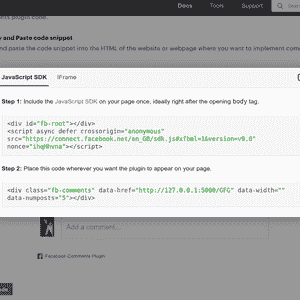 Docs Tools Support
this plugin code.
y and Paste code snippet
and paste the code snippet into the HTML of the website or webpage where you want to implement com
JavaScript SDK IFrame
Step 1: Include the JavaScript SDK on your page once, ideally right after the opening body tag.
<div id="fb-root"></div>
<script async defer crossorigin="anonymous"
src="https://connect.facebook.net/en_GB/sdk.js#xfbml=1&version=v9.0"
></script>
Step 2: Place this code wherever you want the plugin to appear on your page.
<div class="fb-comments" data-href="http://127.0.0.1:5000/GFG" data-width=""
data-numposts="5"></div>
Add a comment...
Facebook Comments Plugin